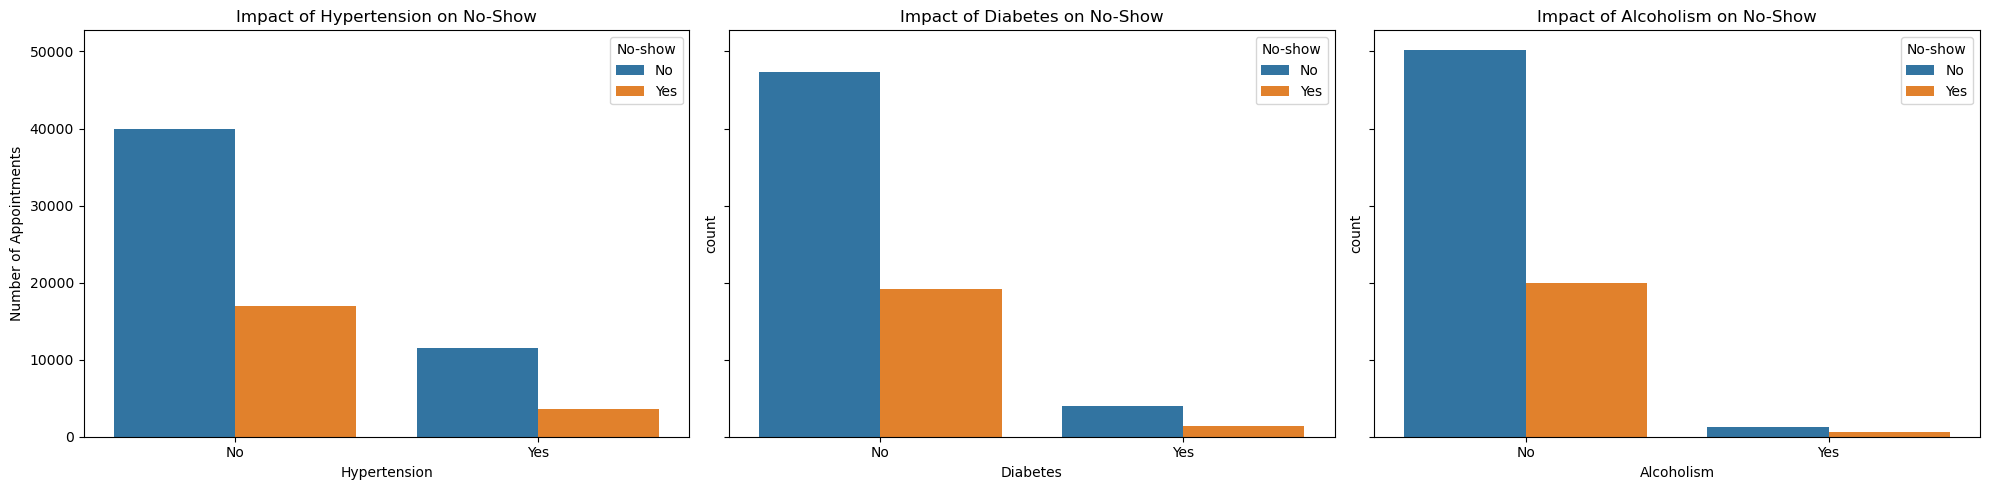 Impact of Hypertension on No-Show
No-show
No
Yes
50000
40000
30000
20000
10000
0
Number of Appointments
No
Yes
Hypertension
Impact of Diabetes on No-Show
No-show
No
Yes
count
No
Yes
Diabetes
Impact of Alcoholism on No-Show
No-show
No
Yes
count
No
Yes
Alcoholism